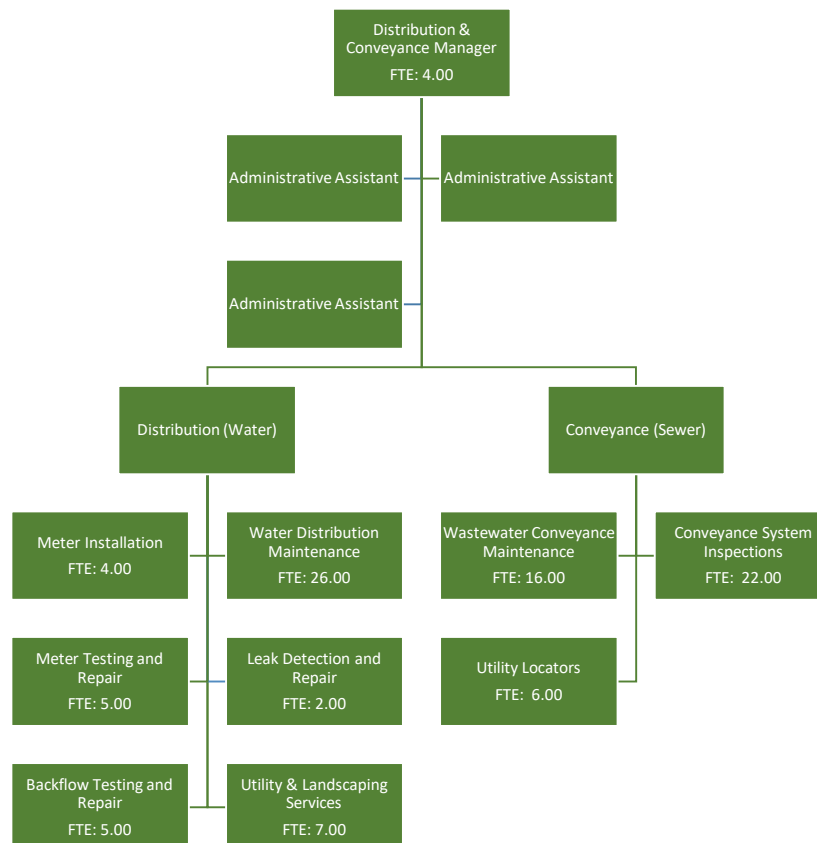 Distribution &
Conveyance Manager
FTE: 4.00
Administrative Assistant
Administrative Assistant
Administrative Assistant
Distribution (Water)
Conveyance (Sewer)
Meter Installation
FTE: 4.00
Water Distribution
Maintenance
FTE: 26.00
Wastewater Conveyance
Maintenance
FTE: 16.00
Conveyance System
Inspections
FTE: 22.00
Meter Testing and
Repair
FTE: 5.00
Leak Detection and
Repair
FTE: 2.00
Utility Locators
FTE: 6.00
Backflow Testing and
Repair
FTE: 5.00
Utility & Landscaping
Services
FTE: 7.00